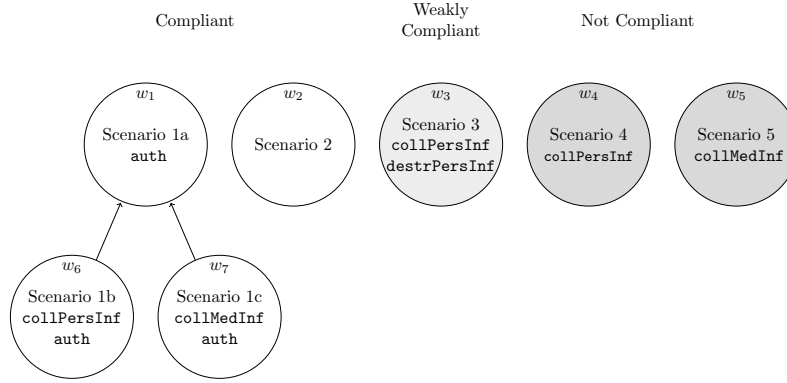 Compliant
Weakly
Compliant
Not Compliant
w1
Scenario 1a
auth
w2
Scenario 2
w3
Scenario 3
collPersInf
destrPersInf
w4
Scenario 4
collPersInf
w5
Scenario 5
collMedInf
w6
Scenario 1b
collPersInf
auth
w7
Scenario 1c
collMedInf
auth